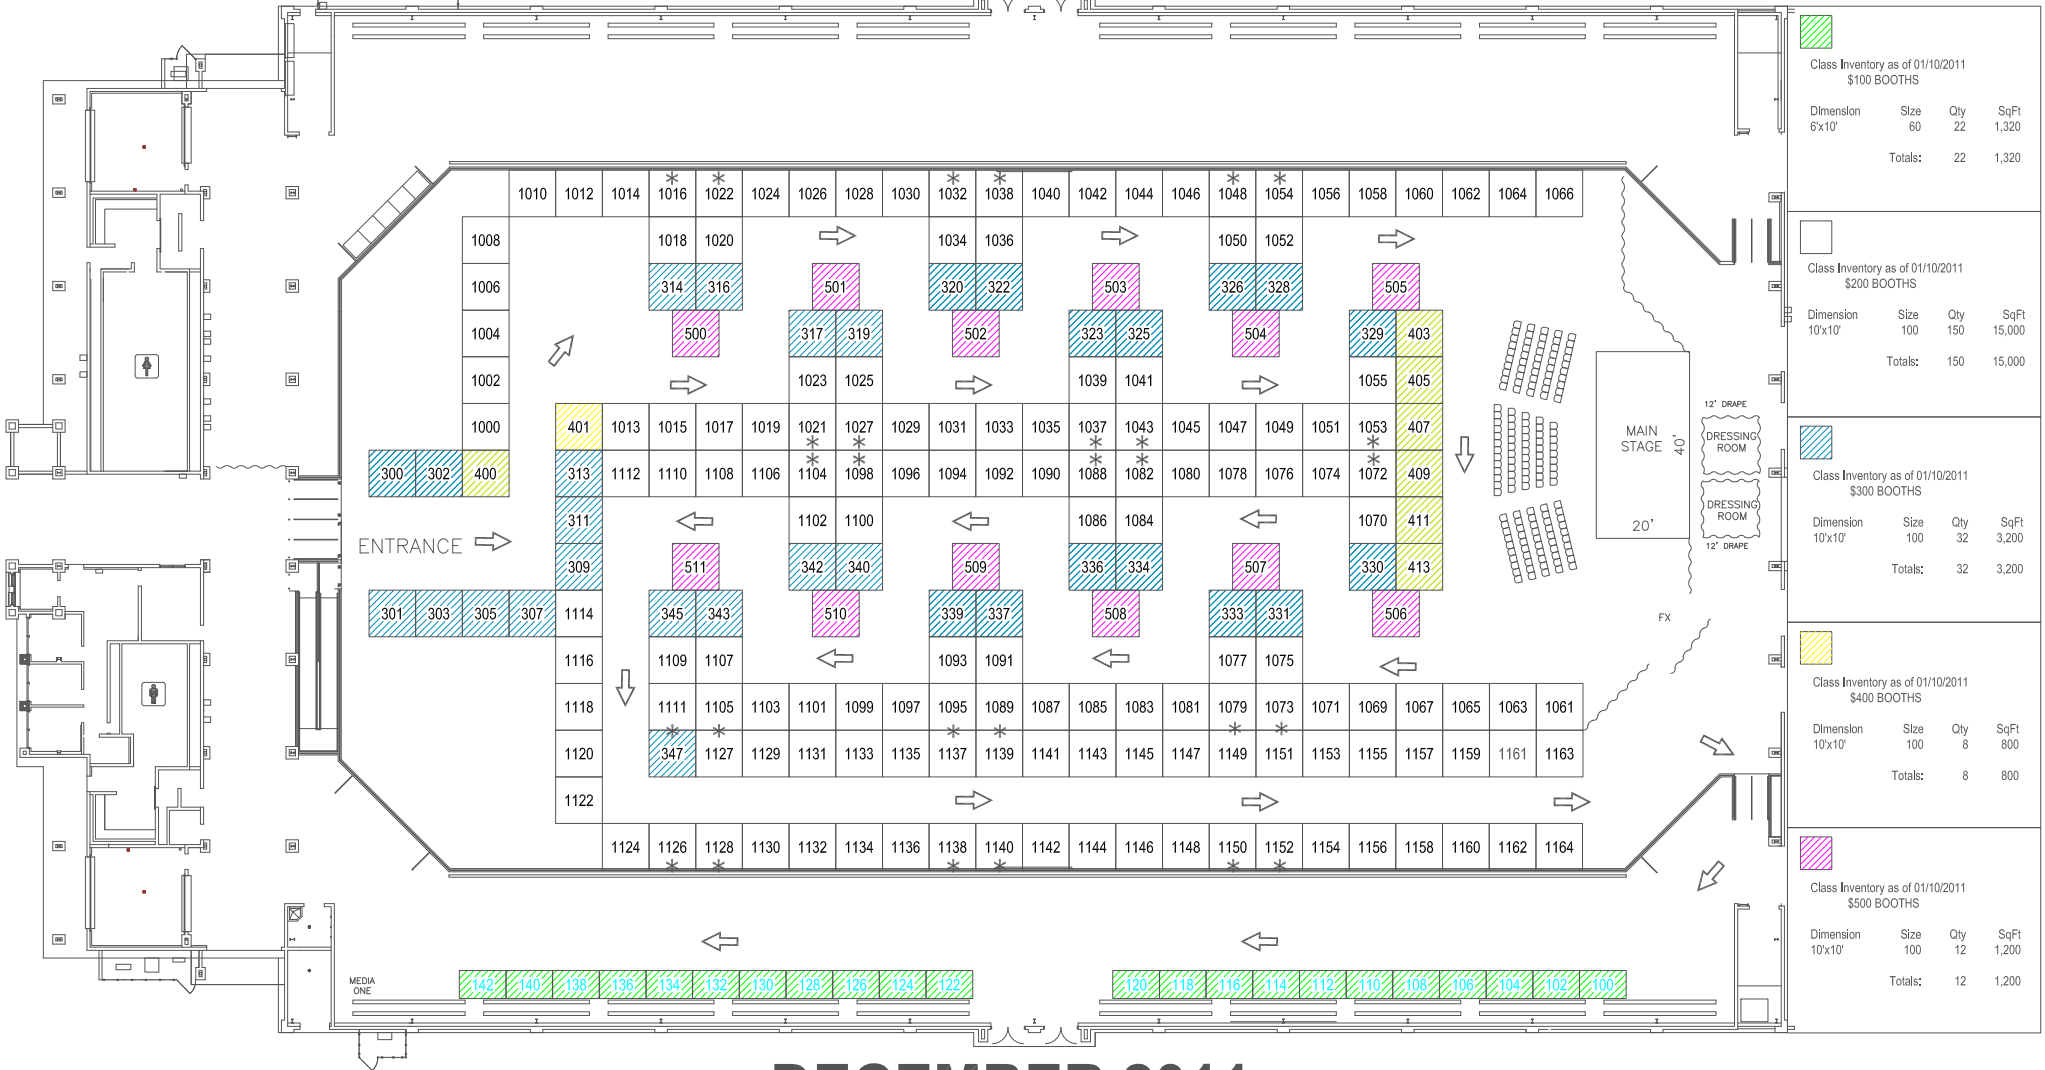 1010 1012 1014 1016 1022 1024 1026 1028 1030 1032 1038 1040 1042 1044 1046 1048 1054 1056 1058 1060 1062 1064 1066
1008 1018 1020 1034 1036 1050 1052
1006 314 316 501 320 322 503 326 328 505
1004 500 317 319 502 323 325 504 329 403
1002 1023 1025 1039 1041 1055 405
1000 401 1013 1015 1017 1019 1021 1027 1029 1031 1033 1035 1037 1043 1045 1047 1049 1051 1053 407
300 302 400 313 1112 1110 1108 1106 1104 1098 1096 1094 1092 1090 1088 1082 1080 1078 1076 1074 1072 409
311 1102 1100 1086 1084 1070 411
ENTRANCE
309 511 342 340 509 336 334 507 330 413
301 303 305 307 1114 345 343 510 339 337 508 333 331 506
1116 1109 1107 1093 1091 1077 1075
1118 1111 1105 1103 1101 1099 1097 1095 1089 1087 1085 1083 1081 1079 1073 1071 1069 1067 1065 1063 1061
1120 347 1127 1129 1131 1133 1135 1137 1139 1141 1143 1145 1147 1149 1151 1153 1155 1157 1159 1161 1163
1122
1124 1126 1128 1130 1132 1134 1136 1138 1140 1142 1144 1146 1148 1150 1152 1154 1156 1158 1160 1162 1164
MEDIA
ONE
142 140 138 136 134 132 130 128 126 124 122 120 118 116 114 112 110 108 106 104 102 100
MAIN
STAGE
40'
20'
12' DRAPE
DRESSING
ROOM
DRESSING
ROOM
12' DRAPE
FX
Class Inventory as of 01/10/2011
$100 BOOTHS
Dimension Size Qty SqFt
6'x10' 60 22 1,320
Totals: 22 1,320
Class Inventory as of 01/10/2011
$200 BOOTHS
Dimension Size Qty SqFt
10'x10' 100 150 15,000
Totals: 150 15,000
Class Inventory as of 01/10/2011
$300 BOOTHS
Dimension Size Qty SqFt
10'x10' 100 32 3,200
Totals: 32 3,200
Class Inventory as of 01/10/2011
$400 BOOTHS
Dimension Size Qty SqFt
10'x10' 100 8 800
Totals: 8 800
Class Inventory as of 01/10/2011
$500 BOOTHS
Dimension Size Qty SqFt
10'x10' 100 12 1,200
Totals: 12 1,200
DECEMBER